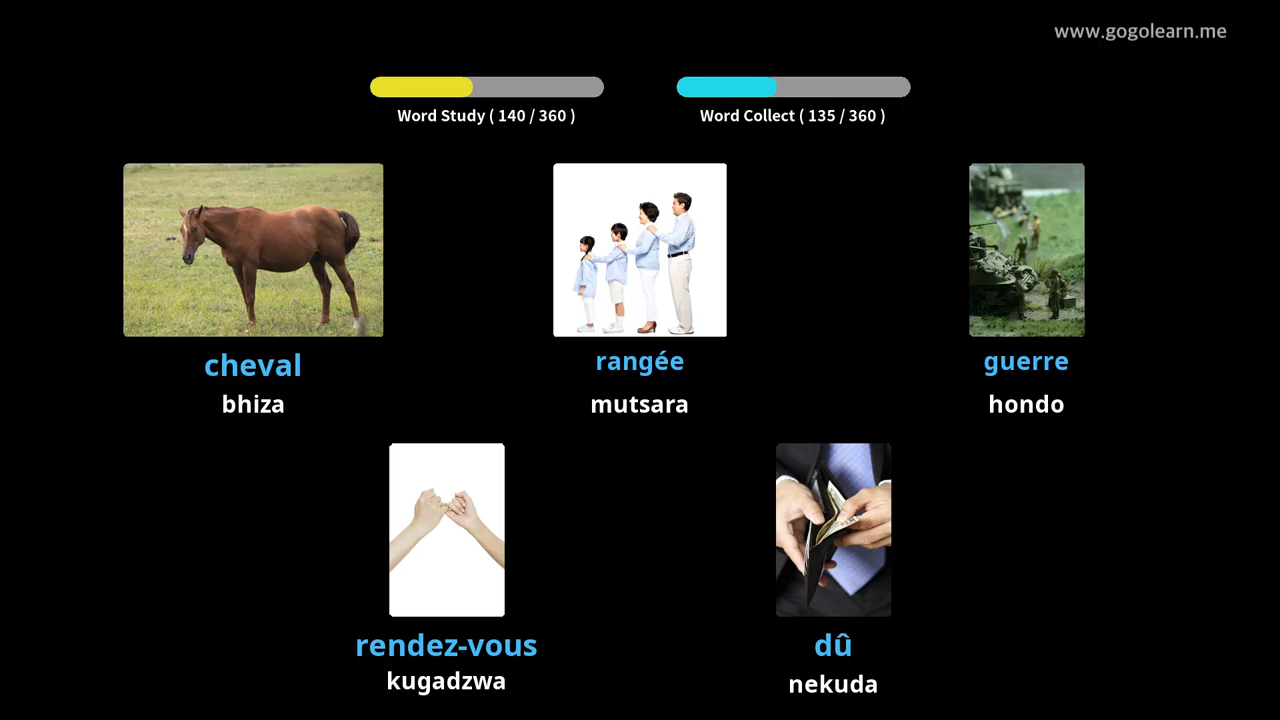 www.gogolearn.me
Word Study ( 140 / 360 )
Word Collect ( 135 / 360 )
cheval
bhiza
rangée
mutsara
guerre
hondo
rendez-vous
kugadzwa
dû
nekuda